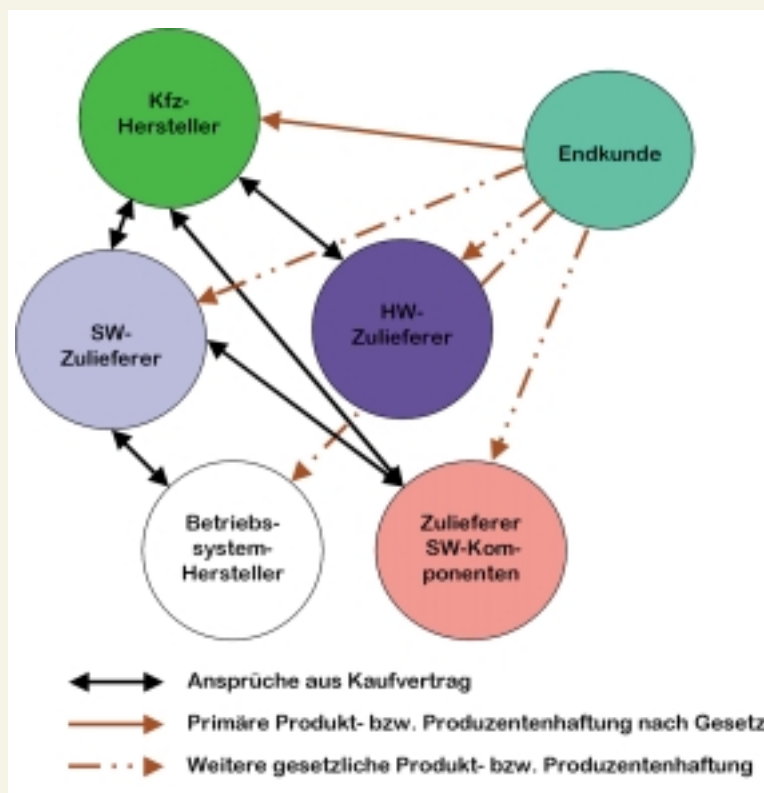 Kfz-
Hersteller
Endkunde
SW-
Zulieferer
HW-
Zulieferer
Betriebs-
system-
Hersteller
Zulieferer
SW-Kom-
ponenten
Ansprüche aus Kaufvertrag
Primäre Produkt- bzw. Produzentenhaftung nach Gesetz
Weitere gesetzliche Produkt- bzw. Produzentenhaftung